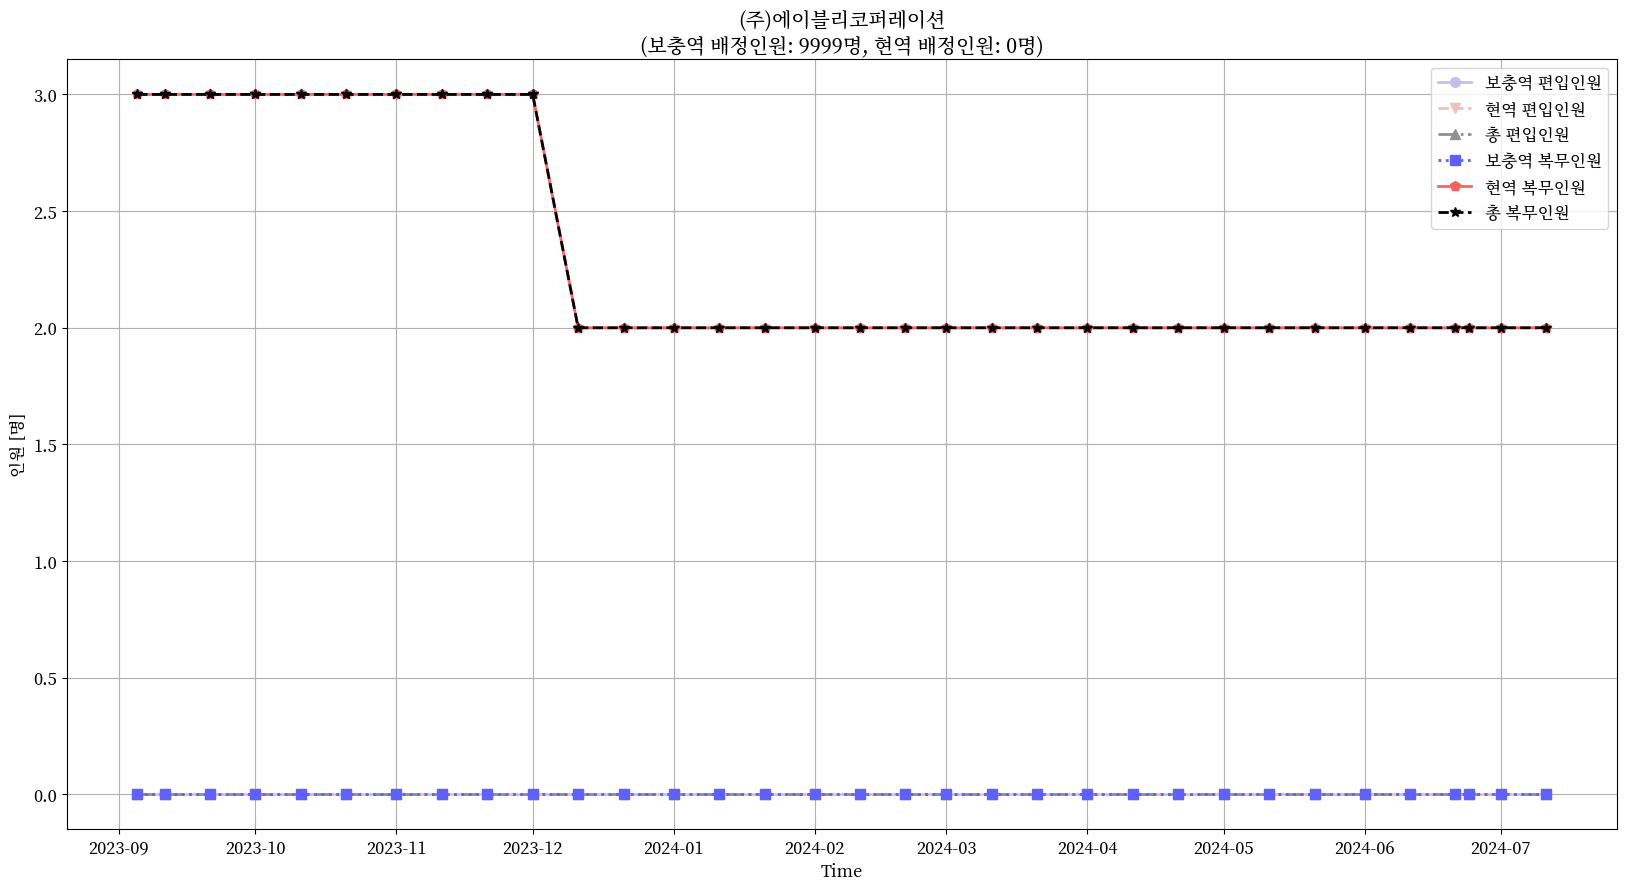 (주)에이블리코퍼레이션
(보충역 배정인원: 9999명, 현역 배정인원: 0명)
보충역 편입인원
현역 편입인원
총 편입인원
보충역 복무인원
현역 복무인원
총 복무인원
인원 [명]
3.0
2.5
2.0
1.5
1.0
0.5
0.0
2023-09 2023-10 2023-11 2023-12 2024-01 2024-02 2024-03 2024-04 2024-05 2024-06 2024-07
Time